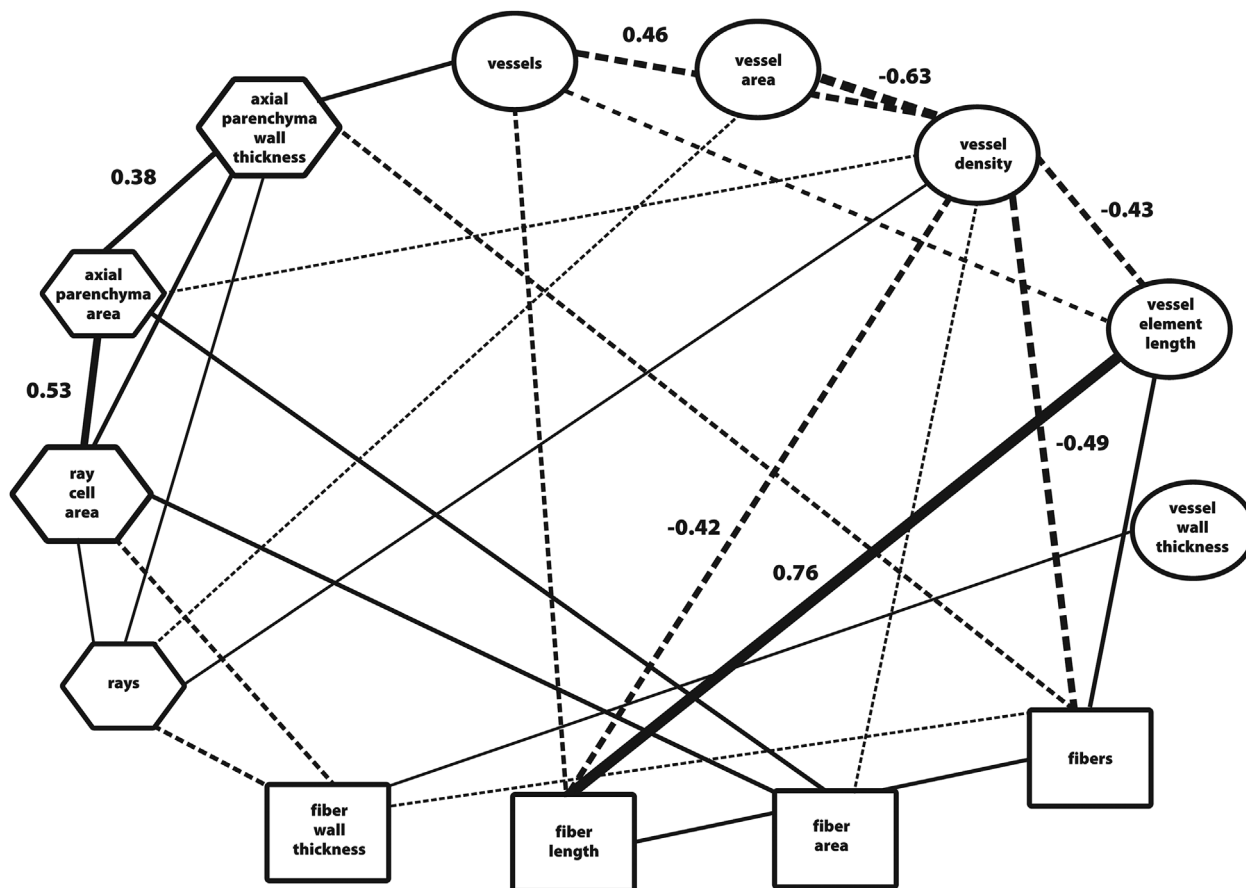 vessels
0.46
vessel
area
-0.63
axial
parenchyma
wall
thickness
vessel
density
0.38
-0.43
axial
parenchyma
area
vessel
element
length
0.53
-0.49
ray
cell
area
-0.42
vessel
wall
thickness
0.76
rays
fibers
fiber
wall
thickness
fiber
length
fiber
area